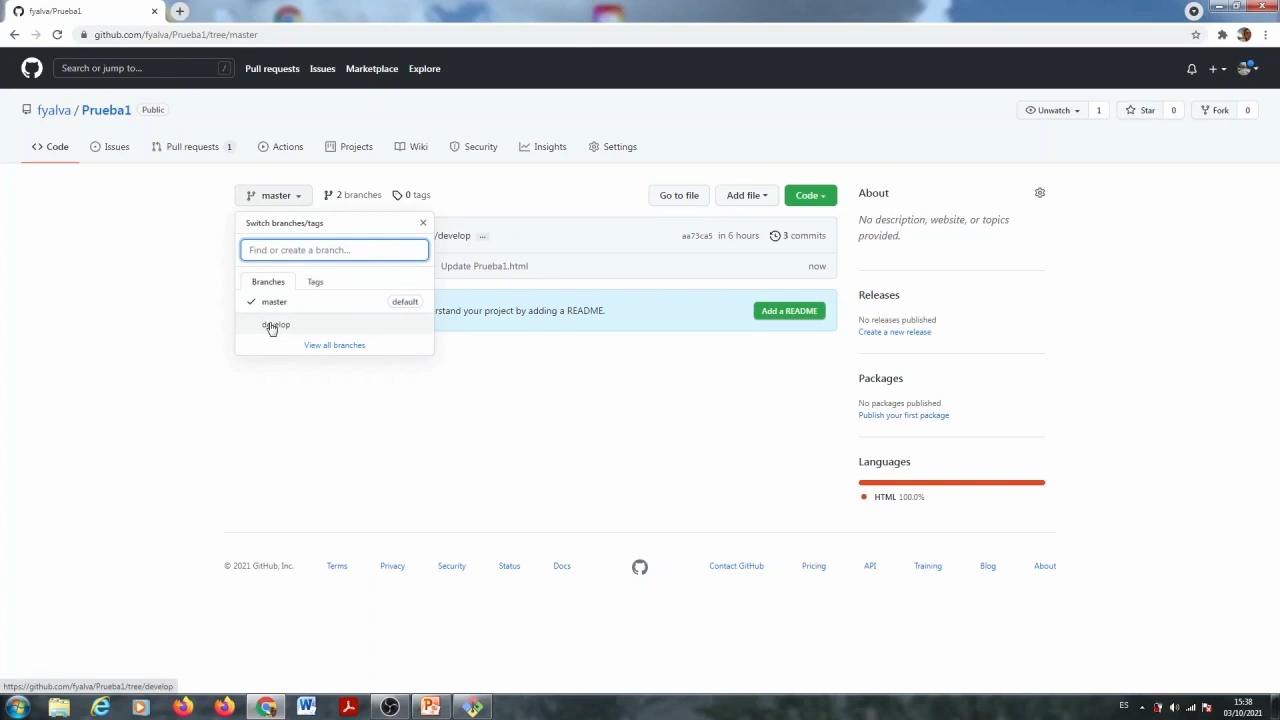 fyalva/Prueba1
github.com/fyalva/Prueba1/tree/master
Search or jump to... /
Pull requests
Issues
Marketplace
Explore
fyalva / Prueba1 Public
Unwatch 1
Star 0
Fork 0
Code
Issues
Pull requests 1
Actions
Projects
Wiki
Security
Insights
Settings
master
2 branches
0 tags
Go to file
Add file
Code
Switch branches/tags
Find or create a branch...
Branches
Tags
master default
develop
View all branches
/develop ...
aa73ca5 in 6 hours
3 commits
Update Prueba1.html
now
rstand your project by adding a README.
Add a README
About
No description, website, or topics
provided.
Releases
No releases published
Create a new release
Packages
No packages published
Publish your first package
Languages
HTML 100.0%
© 2021 GitHub, Inc.
Terms
Privacy
Security
Status
Docs
Contact GitHub
Pricing
API
Training
Blog
About
https://github.com/fyalva/Prueba1/tree/develop
ES
15:38
03/10/2021